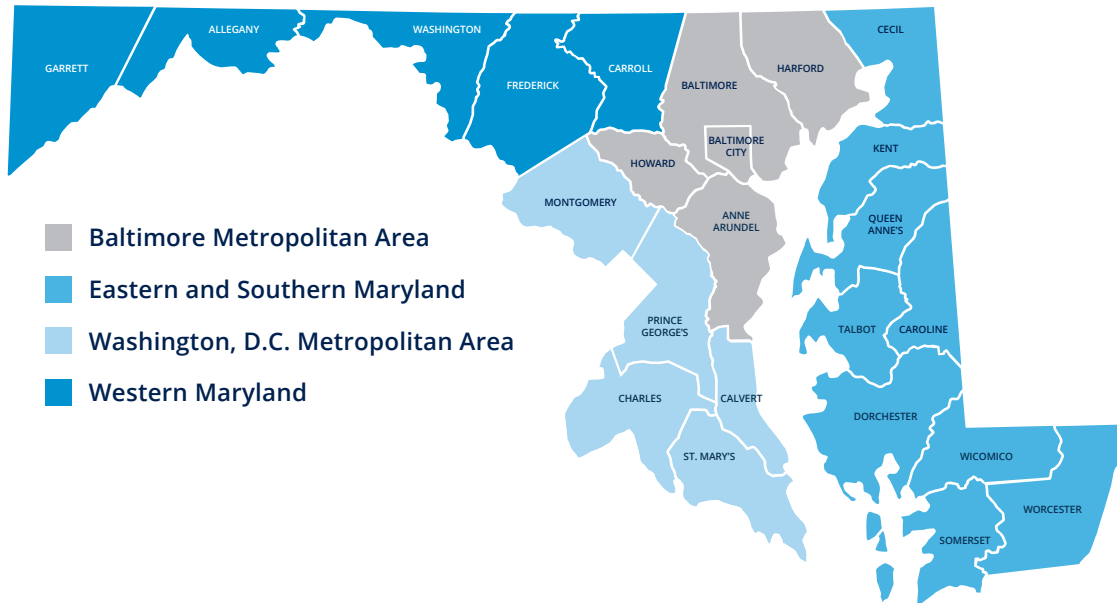 ALLEGANY
WASHINGTON
CECIL
GARRETT
CARROLL
HARFORD
FREDERICK
BALTIMORE
BALTIMORE
CITY
KENT
HOWARD
MONTGOMERY
ANNE
ARUNDEL
QUEEN
ANNE'S
Baltimore Metropolitan Area
Eastern and Southern Maryland
Washington, D.C. Metropolitan Area
Western Maryland
PRINCE
GEORGE'S
TALBOT
CAROLINE
CHARLES
CALVERT
DORCHESTER
ST. MARY'S
WICOMICO
WORCESTER
SOMERSET